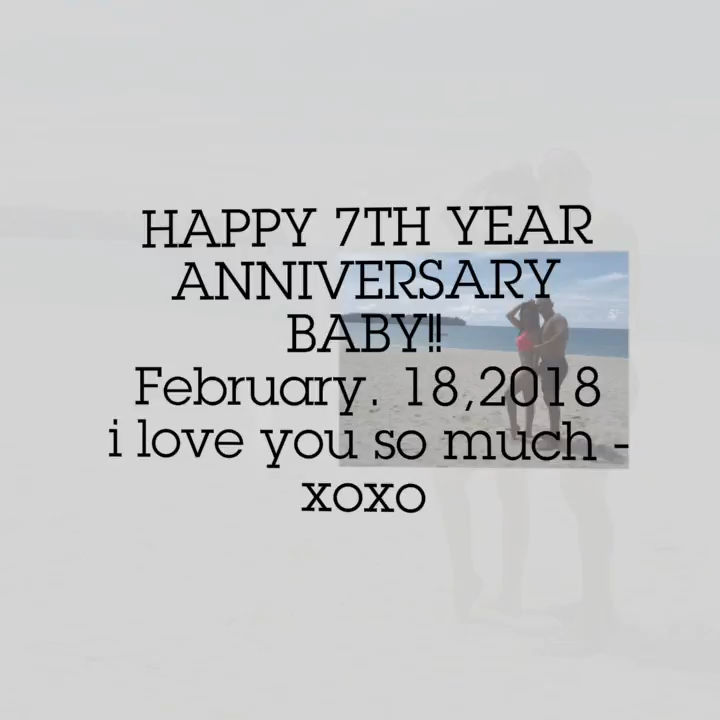 HAPPY 7TH YEAR
ANNIVERSARY
BABY!!
February. 18,2018
i love you so much -
xoxo